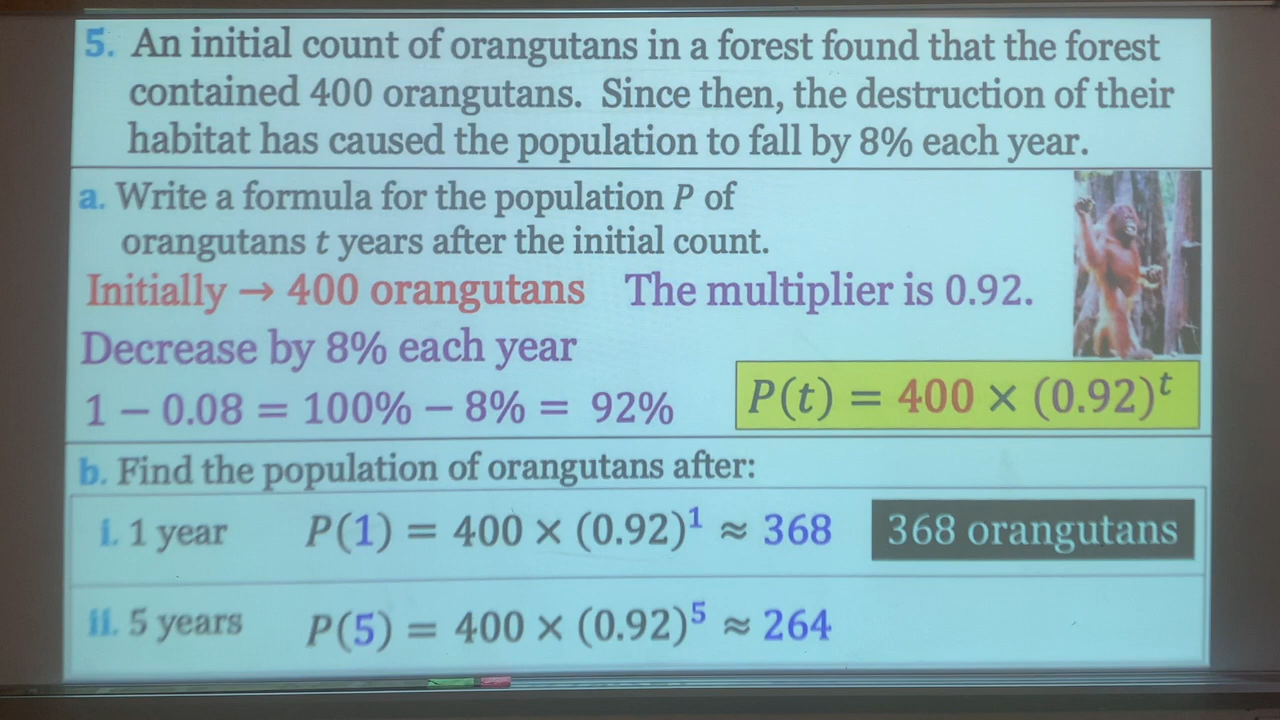 5. An initial count of orangutans in a forest found that the forest
contained 400 orangutans. Since then, the destruction of their
habitat has caused the population to fall by 8% each year.
a. Write a formula for the population P of
orangutans t years after the initial count.
Initially → 400 orangutans The multiplier is 0.92.
Decrease by 8% each year
1 − 0.08 = 100% − 8% = 92% P(t) = 400 × (0.92)^t
b. Find the population of orangutans after:
i. 1 year P(1) = 400 × (0.92)¹ ≈ 368 368 orangutans
ii. 5 years P(5) = 400 × (0.92)⁵ ≈ 264